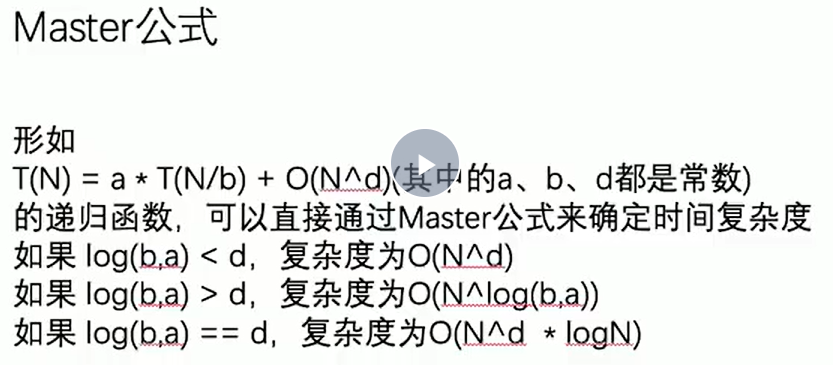 Master公式
形如
T(N) = a * T(N/b) + O(N^d)(其中的a、b、d都是常数)
的递归函数，可以直接通过Master公式来确定时间复杂度
如果 log(b,a) < d，复杂度为O(N^d)
如果 log(b,a) > d，复杂度为O(N^log(b,a))
如果 log(b,a) == d，复杂度为O(N^d  * logN)